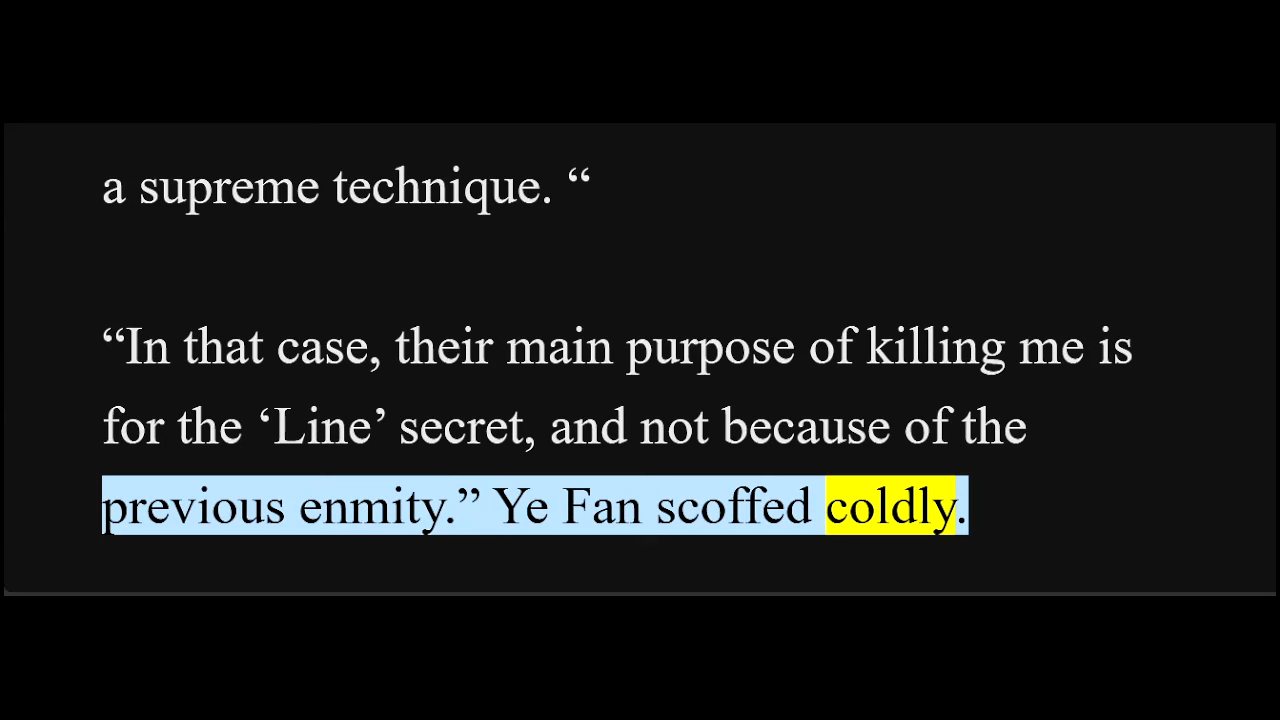 a supreme technique. “
“In that case, their main purpose of killing me is
for the ‘Line’ secret, and not because of the
previous enmity.” Ye Fan scoffed coldly.